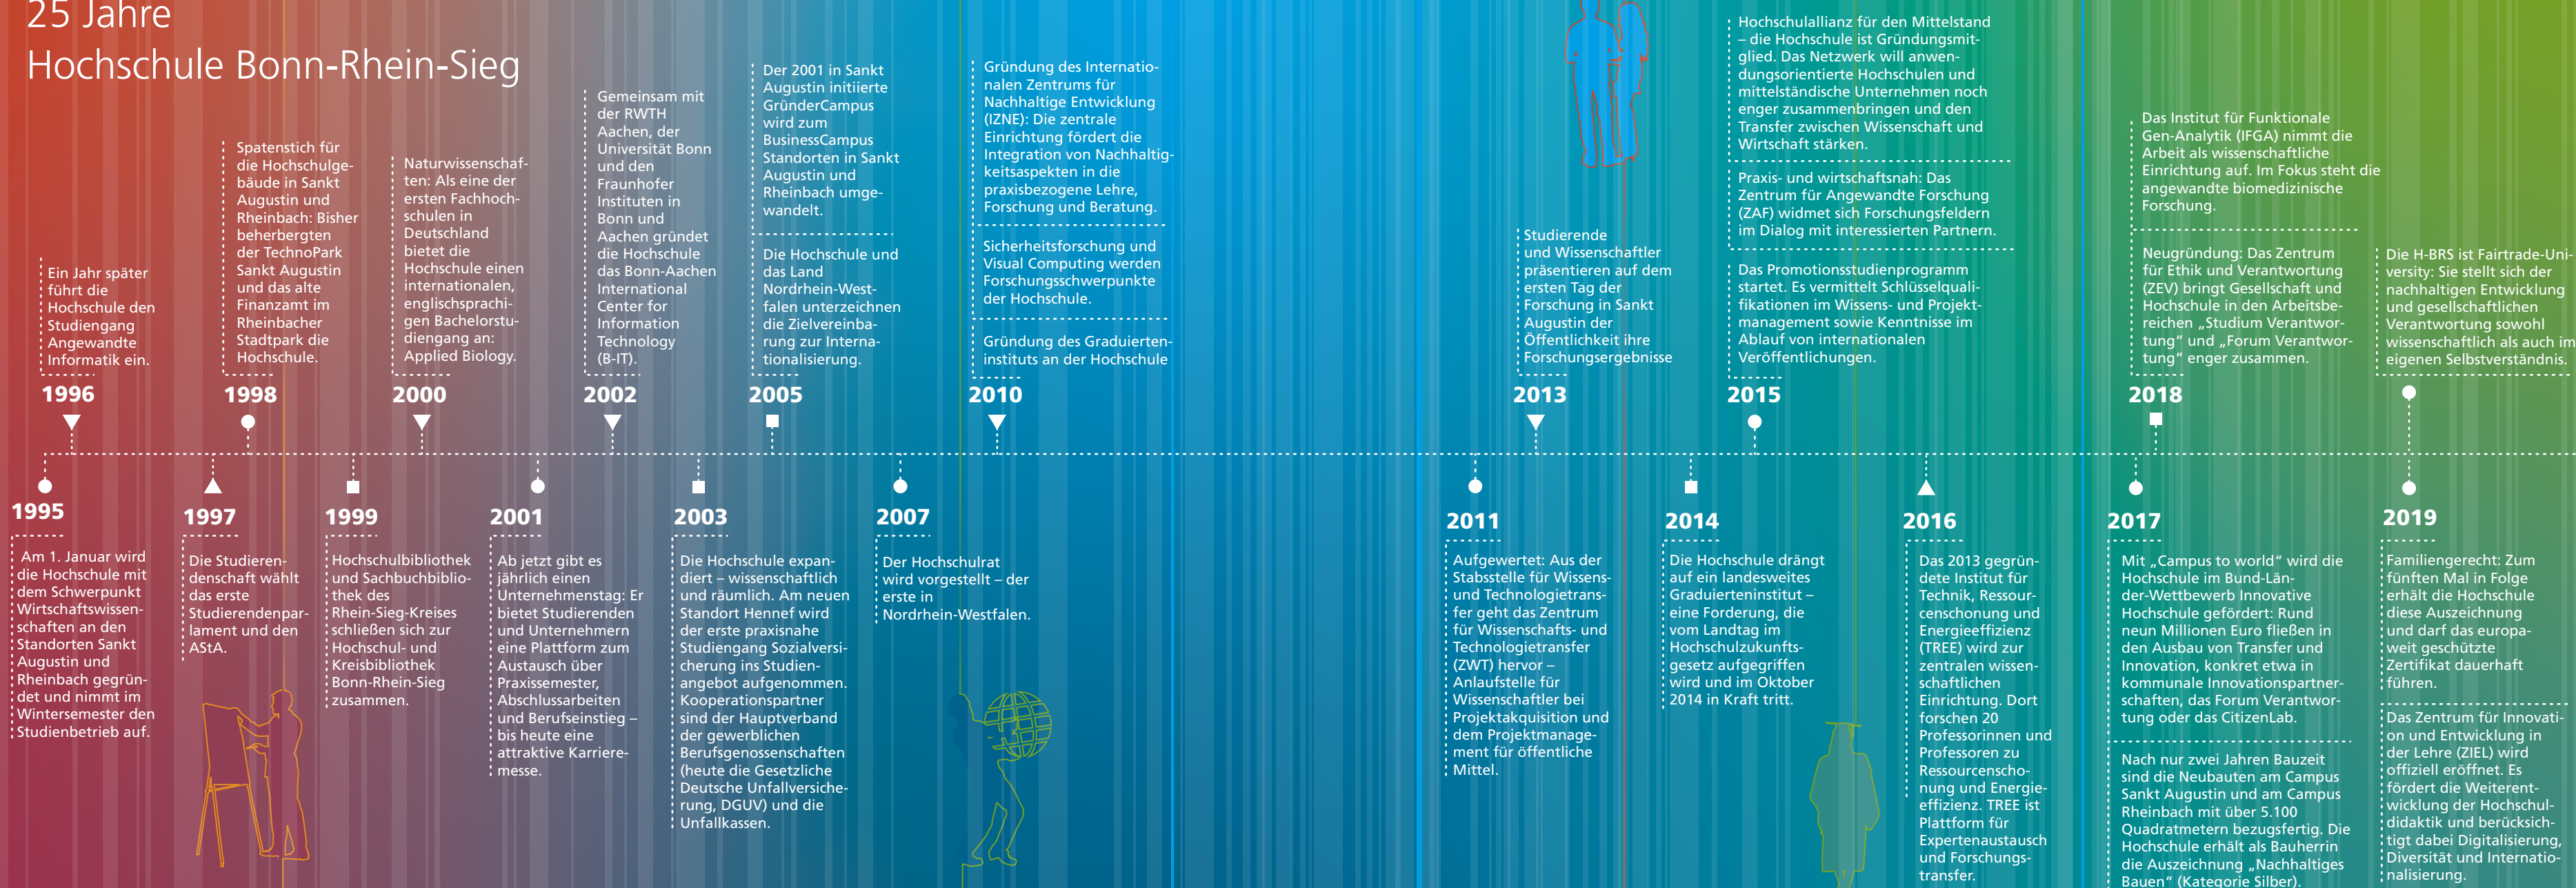 25 Jahre
Hochschule Bonn-Rhein-Sieg
Ein Jahr später
führt die
Hochschule den
Studiengang
Angewandte
Informatik ein.
1996
Spatenstich für
die Hochschulge-
bäude in Sankt
Augustin und
Rheinbach: Bisher
beherbergten
der TechnoPark
Sankt Augustin
und das alte
Finanzamt im
Rheinbacher
Stadtpark die
Hochschule.
1998
Naturwissenschaf-
ten: Als eine der
ersten Fachhoch-
schulen in
Deutschland
bietet die
Hochschule einen
internationalen,
englischsprachi-
gen Bachelorstu-
diengang an:
Applied Biology.
2000
Gemeinsam mit
der RWTH
Aachen, der
Universität Bonn
und den
Fraunhofer
Instituten in
Bonn und
Aachen gründet
die Hochschule
das Bonn-Aachen
International
Center for
Information
Technology
(B-IT).
2002
Der 2001 in Sankt
Augustin initiierte
GründerCampus
wird zum
BusinessCampus
Standorten in Sankt
Augustin und
Rheinbach umge-
wandelt.
Die Hochschule und
das Land
Nordrhein-West-
falen unterzeichnen
die Zielvereinba-
rung zur Interna-
tionalisierung.
2005
Gründung des Internatio-
nalen Zentrums für
Nachhaltige Entwicklung
(IZNE): Die zentrale
Einrichtung fördert die
Integration von Nachhaltig-
keitsaspekten in die
praxisbezogene Lehre,
Forschung und Beratung.
Sicherheitsforschung und
Visual Computing werden
Forschungsschwerpunkte
der Hochschule.
Gründung des Graduierten-
instituts an der Hochschule
2010
Studierende
und Wissenschaftler
präsentieren auf dem
ersten Tag der
Forschung in Sankt
Augustin der
Öffentlichkeit ihre
Forschungsergebnisse
2013
Hochschulallianz für den Mittelstand
– die Hochschule ist Gründungsmit-
glied. Das Netzwerk will anwen-
dungsorientierte Hochschulen und
mittelständische Unternehmen noch
enger zusammenbringen und den
Transfer zwischen Wissenschaft und
Wirtschaft stärken.
Praxis- und wirtschaftsnah: Das
Zentrum für Angewandte Forschung
(ZAF) widmet sich Forschungsfeldern
im Dialog mit interessierten Partnern.
Das Promotionsstudienprogramm
startet. Es vermittelt Schlüsselquali-
fikationen im Wissens- und Projekt-
management sowie Kenntnisse im
Ablauf von internationalen
Veröffentlichungen.
2015
Das Institut für Funktionale
Gen-Analytik (IFGA) nimmt die
Arbeit als wissenschaftliche
Einrichtung auf. Im Fokus steht die
angewandte biomedizinische
Forschung.
Neugründung: Das Zentrum
für Ethik und Verantwortung
(ZEV) bringt Gesellschaft und
Hochschule in den Arbeitsbe-
reichen „Studium Verantwor-
tung“ und „Forum Verantwor-
tung“ enger zusammen.
2018
Die H-BRS ist Fairtrade-Uni-
versity: Sie stellt sich der
nachhaltigen Entwicklung
und gesellschaftlichen
Verantwortung sowohl
wissenschaftlich als auch im
eigenen Selbstverständnis.
1995
Am 1. Januar wird
die Hochschule mit
dem Schwerpunkt
Wirtschaftswissen-
schaften an den
Standorten Sankt
Augustin und
Rheinbach gegrün-
det und nimmt im
Wintersemester den
Studienbetrieb auf.
1997
Die Studieren-
denschaft wählt
das erste
Studierendenpar-
lament und den
AStA.
1999
Hochschulbibliothek
und Sachbuchbiblio-
thek des
Rhein-Sieg-Kreises
schließen sich zur
Hochschul- und
Kreisbibliothek
Bonn-Rhein-Sieg
zusammen.
2001
Ab jetzt gibt es
jährlich einen
Unternehmenstag: Er
bietet Studierenden
und Unternehmern
eine Plattform zum
Austausch über
Praxissemester,
Abschlussarbeiten
und Berufseinstieg –
bis heute eine
attraktive Karriere-
messe.
2003
Die Hochschule expan-
diert – wissenschaftlich
und räumlich. Am neuen
Standort Hennef wird
der erste praxisnahe
Studiengang Sozialversi-
cherung ins Studien-
angebot aufgenommen.
Kooperationspartner
sind der Hauptverband
der gewerblichen
Berufsgenossenschaften
(heute die Gesetzliche
Deutsche Unfallversiche-
rung, DGUV) und die
Unfallkassen.
2007
Der Hochschulrat
wird vorgestellt – der
erste in
Nordrhein-Westfalen.
2011
Aufgewertet: Aus der
Stabsstelle für Wissens-
und Technologietrans-
fer geht das Zentrum
für Wissenschafts- und
Technologietransfer
(ZWT) hervor –
Anlaufstelle für
Wissenschaftler bei
Projektakquisition und
dem Projektmanage-
ment für öffentliche
Mittel.
2014
Die Hochschule drängt
auf ein landesweites
Graduierteninstitut –
eine Forderung, die
vom Landtag im
Hochschulzukunfts-
gesetz aufgegriffen
wird und im Oktober
2014 in Kraft tritt.
2016
Das 2013 gegrün-
dete Institut für
Technik, Ressour-
censchonung und
Energieeffizienz
(TREE) wird zur
zentralen wissen-
schaftlichen
Einrichtung. Dort
forschen 20
Professorinnen und
Professoren zu
Ressourcenscho-
nung und Energie-
effizienz. TREE ist
Plattform für
Expertenaustausch
und Forschungs-
transfer.
2017
Mit „Campus to world“ wird die
Hochschule im Bund-Län-
der-Wettbewerb Innovative
Hochschule gefördert: Rund
neun Millionen Euro fließen in
den Ausbau von Transfer und
Innovation, konkret etwa in
kommunale Innovationspartner-
schaften, das Forum Verantwor-
tung oder das CitizenLab.
Nach nur zwei Jahren Bauzeit
sind die Neubauten am Campus
Sankt Augustin und am Campus
Rheinbach mit über 5.100
Quadratmetern bezugsfertig. Die
Hochschule erhält als Bauherrin
die Auszeichnung „Nachhaltiges
Bauen“ (Kategorie Silber).
2019
Familiengerecht: Zum
fünften Mal in Folge
erhält die Hochschule
diese Auszeichnung
und darf das europa-
weit geschützte
Zertifikat dauerhaft
führen.
Das Zentrum für Innovati-
on und Entwicklung in
der Lehre (ZIEL) wird
offiziell eröffnet. Es
fördert die Weiterent-
wicklung der Hochschul-
didaktik und berücksich-
tigt dabei Digitalisierung,
Diversität und Internatio-
nalisierung.